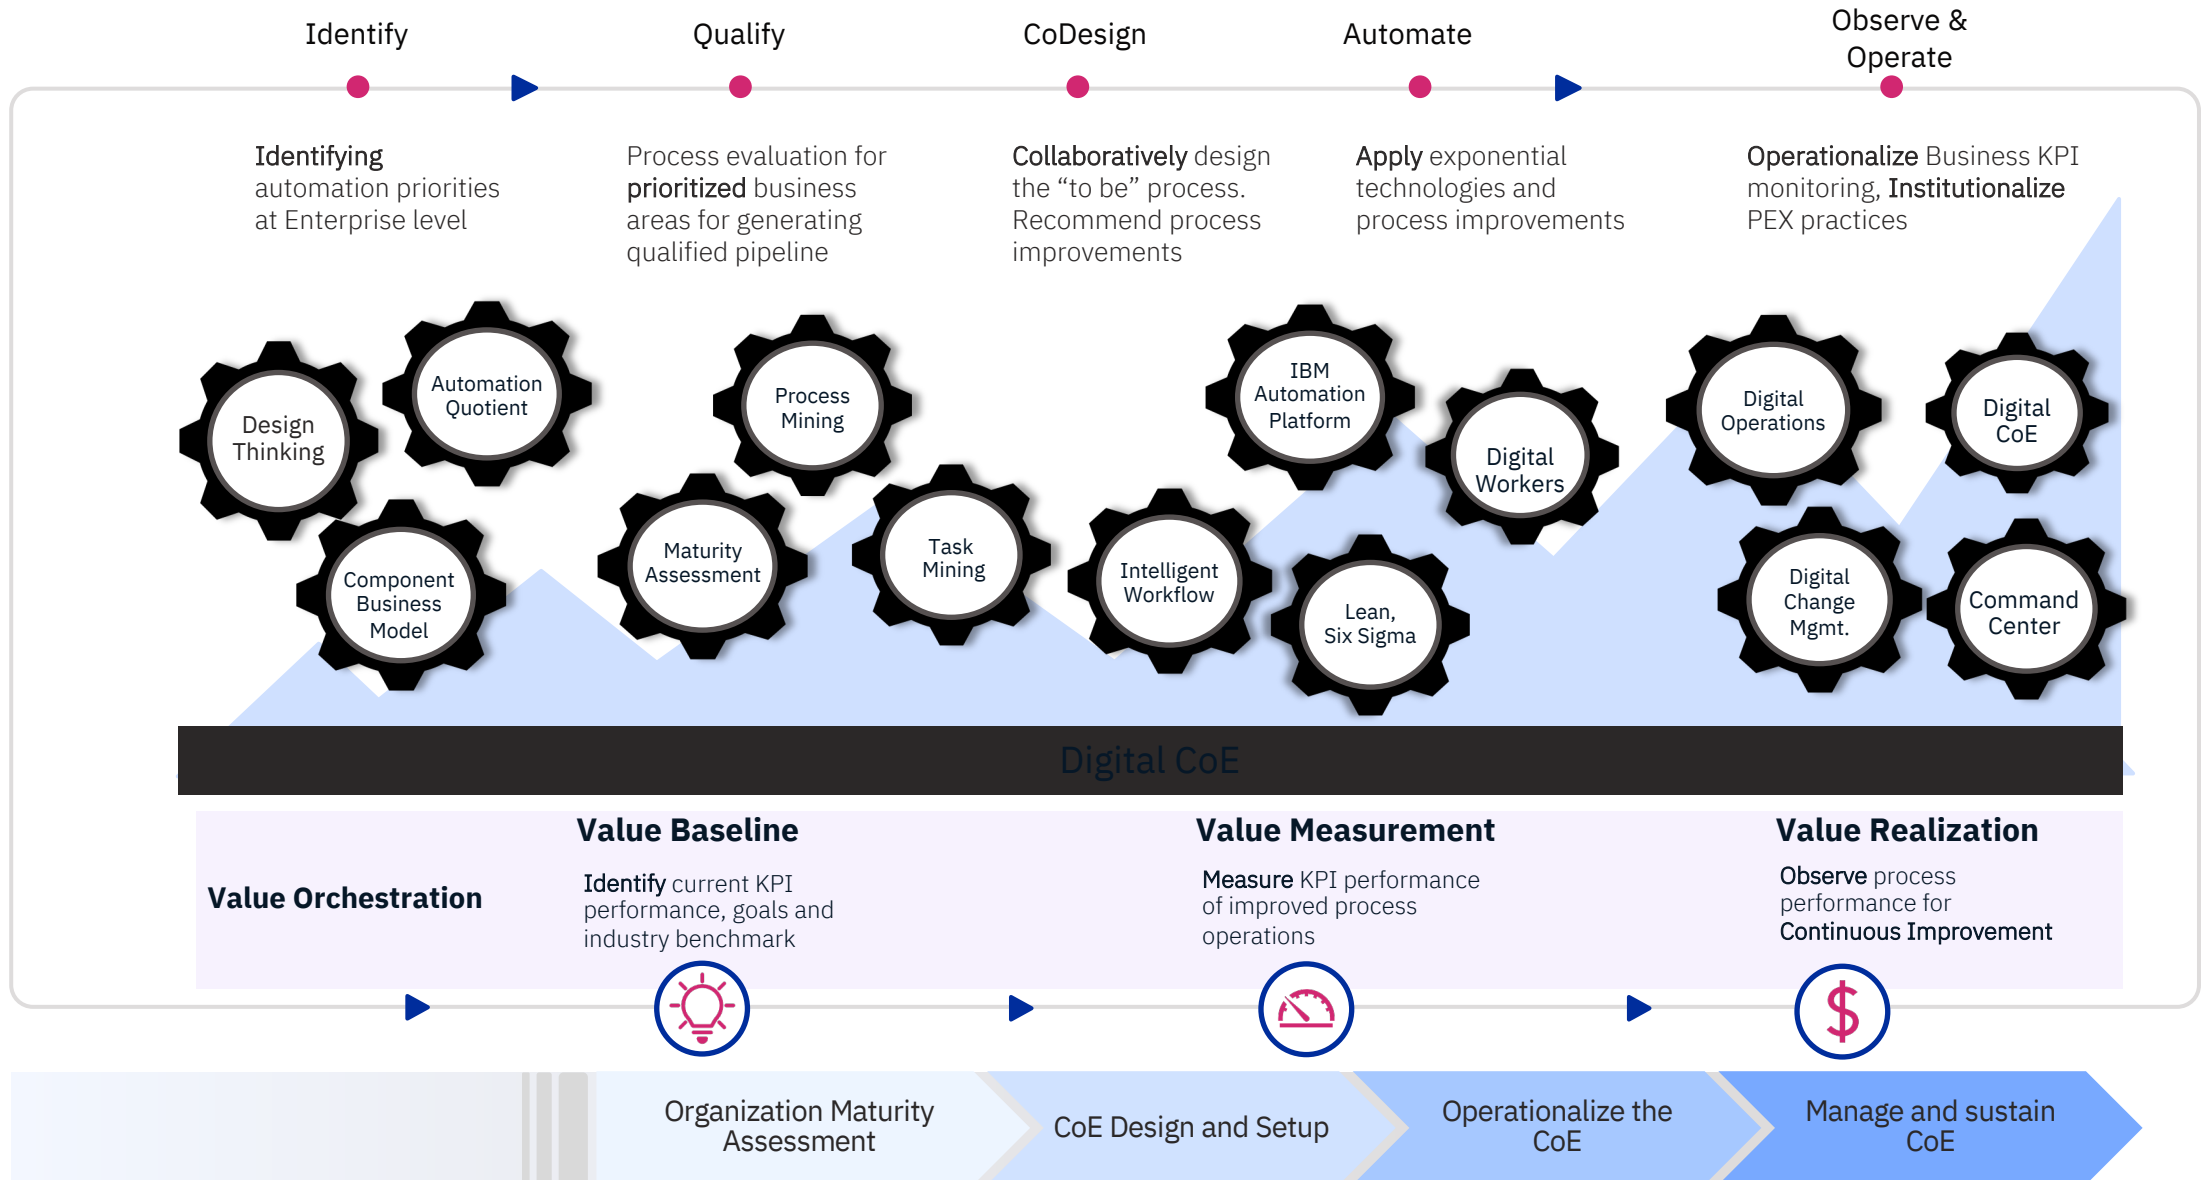 Identify
Qualify
CoDesign
Automate
Observe &
Operate
Identifying
automation priorities
at Enterprise level
Process evaluation for
prioritized business
areas for generating
qualified pipeline
Collaboratively design
the “to be” process.
Recommend process
improvements
Apply exponential
technologies and
process improvements
Operationalize Business KPI
monitoring, Institutionalize
PEX practices
Design
Thinking
Automation
Quotient
Component
Business
Model
Process
Mining
Maturity
Assessment
Task
Mining
Intelligent
Workflow
IBM
Automation
Platform
Digital
Workers
Lean,
Six Sigma
Digital
Operations
Digital
CoE
Digital
Change
Mgmt.
Command
Center
Digital CoE
Value Orchestration
Value Baseline
Identify current KPI
performance, goals and
industry benchmark
Value Measurement
Measure KPI performance
of improved process
operations
Value Realization
Observe process
performance for
Continuous Improvement
$
Organization Maturity
Assessment
CoE Design and Setup
Operationalize the
CoE
Manage and sustain
CoE